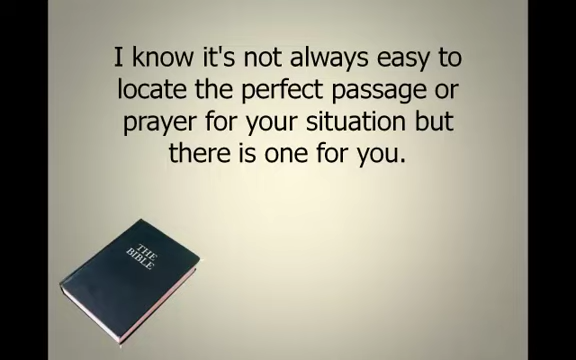 I know it's not always easy to
locate the perfect passage or
prayer for your situation but
there is one for you.
THE
BIBLE